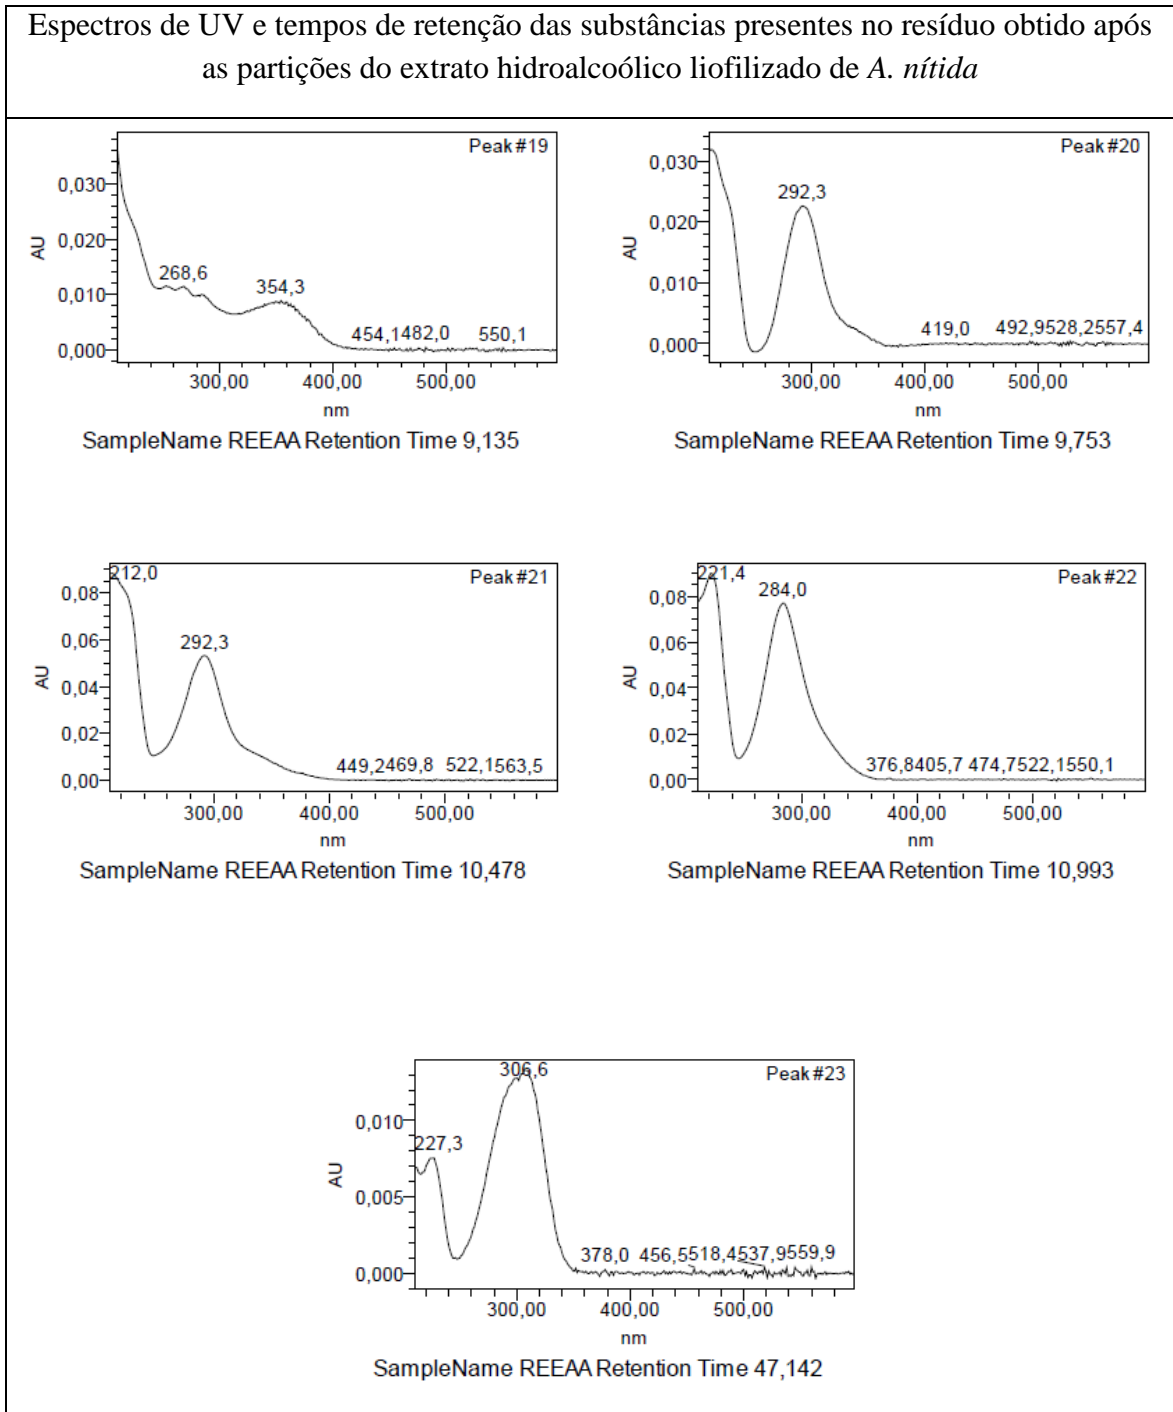 Espectros de UV e tempos de retenção das substâncias presentes no resíduo obtido após
as partições do extrato hidroalcoólico liofilizado de A. nítida
Peak #19
AU
0,030
0,020
0,010
0,000
268,6
354,3
454,1482,0
550,1
300,00
400,00
500,00
nm
SampleName REEAA Retention Time 9,135
Peak #20
AU
0,030
0,020
0,010
0,000
292,3
419,0
492,9528,2557,4
300,00
400,00
500,00
nm
SampleName REEAA Retention Time 9,753
Peak #21
AU
0,08
0,06
0,04
0,02
0,00
212,0
292,3
449,2469,8
522,1563,5
300,00
400,00
500,00
nm
SampleName REEAA Retention Time 10,478
Peak #22
AU
0,08
0,06
0,04
0,02
0,00
221,4
284,0
376,8405,7
474,7522,1550,1
300,00
400,00
500,00
nm
SampleName REEAA Retention Time 10,993
Peak #23
AU
0,010
0,005
0,000
227,3
306,6
378,0
456,5518,4537,9559,9
300,00
400,00
500,00
nm
SampleName REEAA Retention Time 47,142